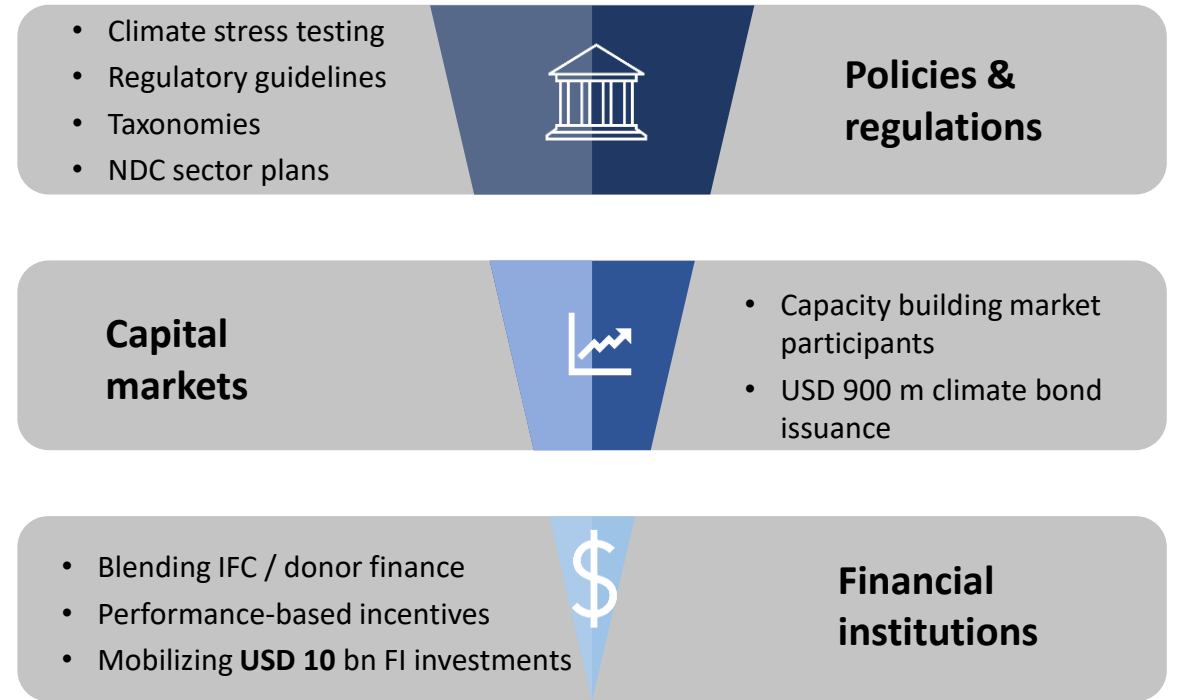 • Climate stress testing
• Regulatory guidelines
• Taxonomies
• NDC sector plans
Policies &
regulations
Capital
markets
• Capacity building market
participants
• USD 900 m climate bond
issuance
• Blending IFC / donor finance
• Performance-based incentives
• Mobilizing USD 10 bn FI investments
$
Financial
institutions